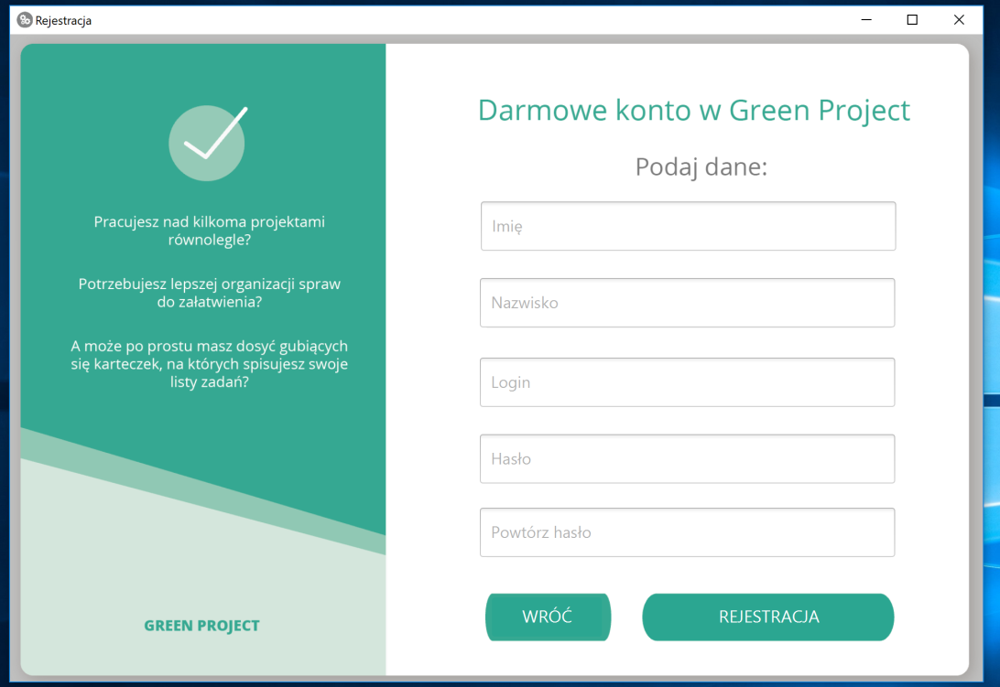 Rejestracja
Pracujesz nad kilkoma projektami
równolegle?
Potrzebujesz lepszej organizacji spraw
do załatwienia?
A może po prostu masz dosyć gubiących
się karteczek, na których spisujesz swoje
listy zadań?
GREEN PROJECT
Darmowe konto w Green Project
Podaj dane:
Imię
Nazwisko
Login
Hasło
Powtórz hasło
WRÓĆ
REJESTRACJA